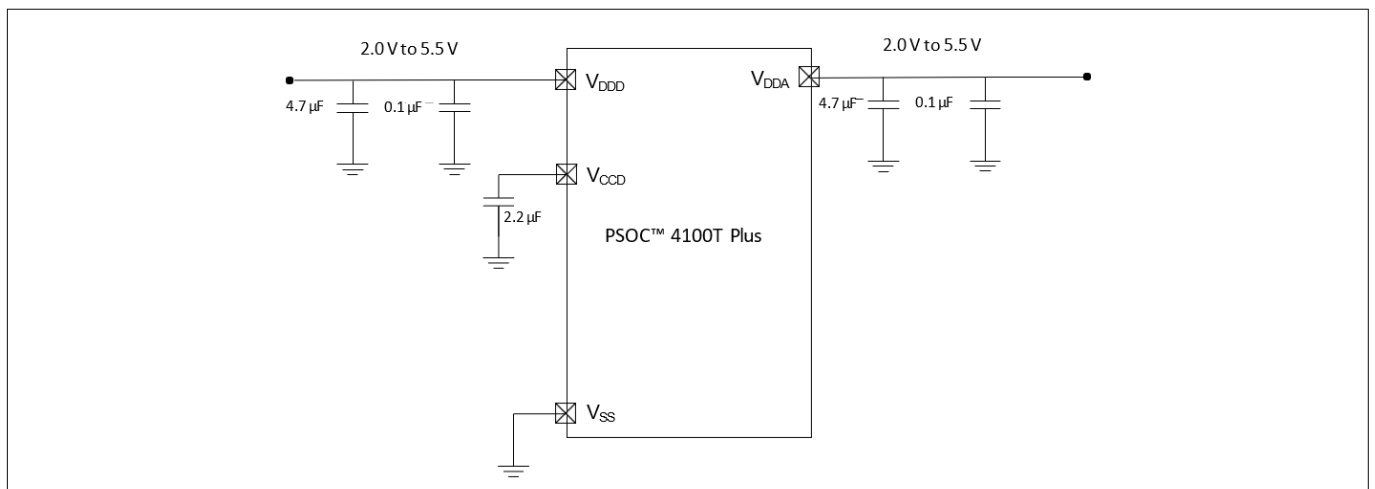 2.0 V to 5.5 V
2.0 V to 5.5 V
VDDD
VDDA
4.7 µF
0.1 µF
4.7 µF
0.1 µF
VCCD
2.2 µF
PSOC™ 4100T Plus
VSS